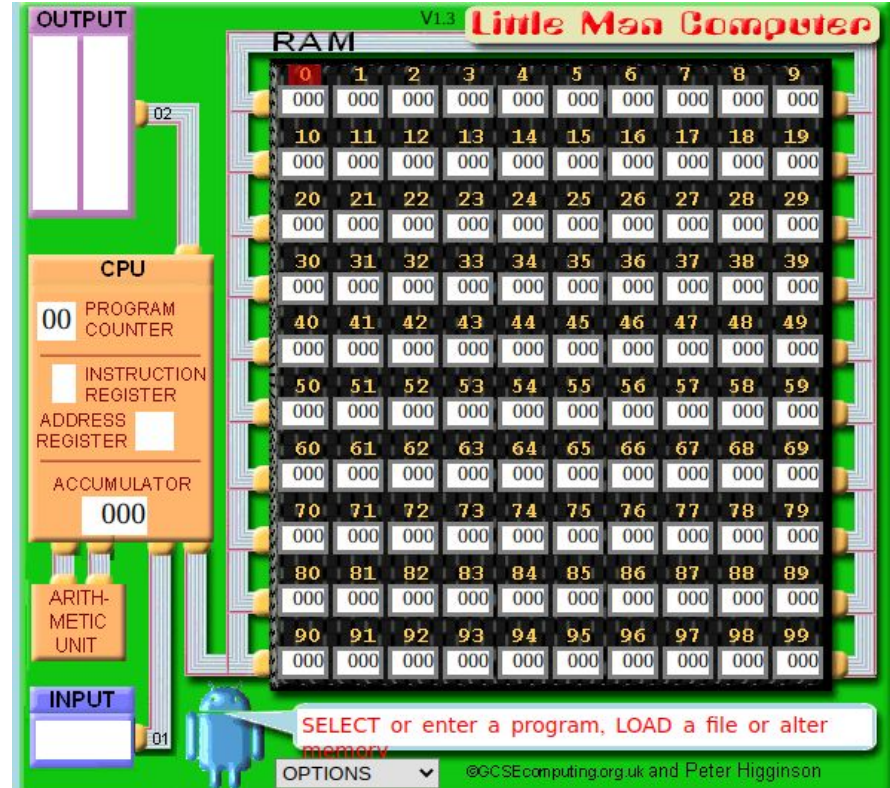 OUTPUT
V1.3 Little Man Computer
RAM
0 1 2 3 4 5 6 7 8 9
000 000 000 000 000 000 000 000 000 000
02
10 11 12 13 14 15 16 17 18 19
000 000 000 000 000 000 000 000 000 000
20 21 22 23 24 25 26 27 28 29
000 000 000 000 000 000 000 000 000 000
CPU
30 31 32 33 34 35 36 37 38 39
000 000 000 000 000 000 000 000 000 000
00 PROGRAM
COUNTER
40 41 42 43 44 45 46 47 48 49
000 000 000 000 000 000 000 000 000 000
INSTRUCTION
REGISTER
50 51 52 53 54 55 56 57 58 59
000 000 000 000 000 000 000 000 000 000
ADDRESS
REGISTER
60 61 62 63 64 65 66 67 68 69
000 000 000 000 000 000 000 000 000 000
ACCUMULATOR
000
70 71 72 73 74 75 76 77 78 79
000 000 000 000 000 000 000 000 000 000
80 81 82 83 84 85 86 87 88 89
000 000 000 000 000 000 000 000 000 000
ARITH-
METIC
UNIT
90 91 92 93 94 95 96 97 98 99
000 000 000 000 000 000 000 000 000 000
INPUT
01
SELECT or enter a program, LOAD a file or alter
memory
OPTIONS
©GCSEcomputing.org.uk and Peter Higginson